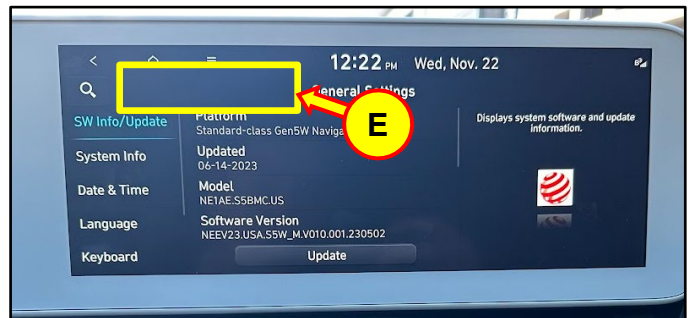 12:22 PM Wed, Nov. 22
General Settings
SW Info/Update
Platform
Standard-class Gen5W
Displays system software and update
information.
System Info
Updated
06-14-2023
Date & Time
Model
NE1AE.S5BMC.US
Language
Software Version
NEEV23.USA.S5W_M.V010.001.230502
Keyboard
Update
E